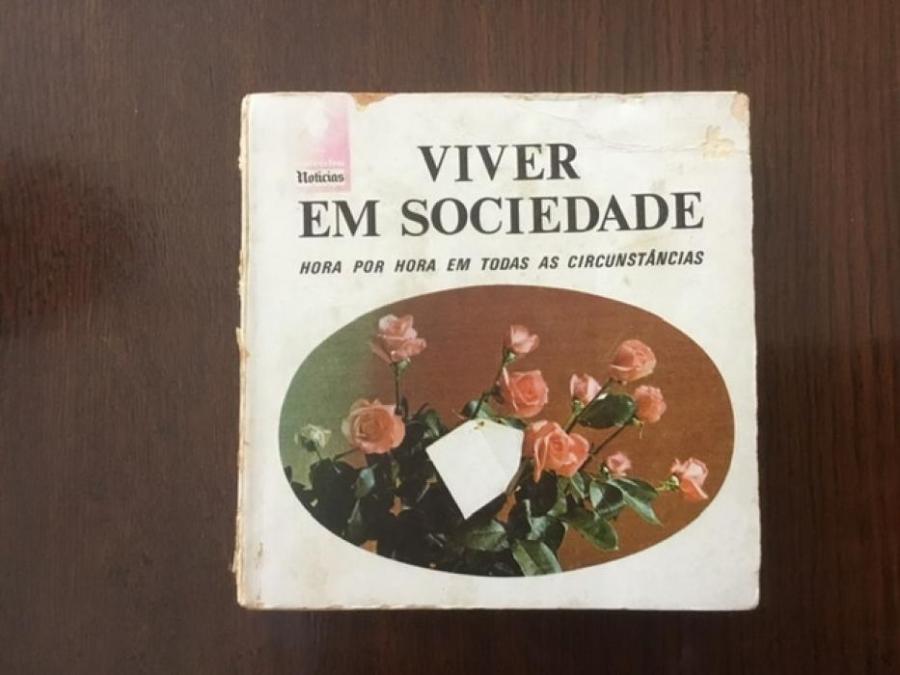 Notícias
VIVER
EM SOCIEDADE
HORA POR HORA EM TODAS AS CIRCUNSTÂNCIAS